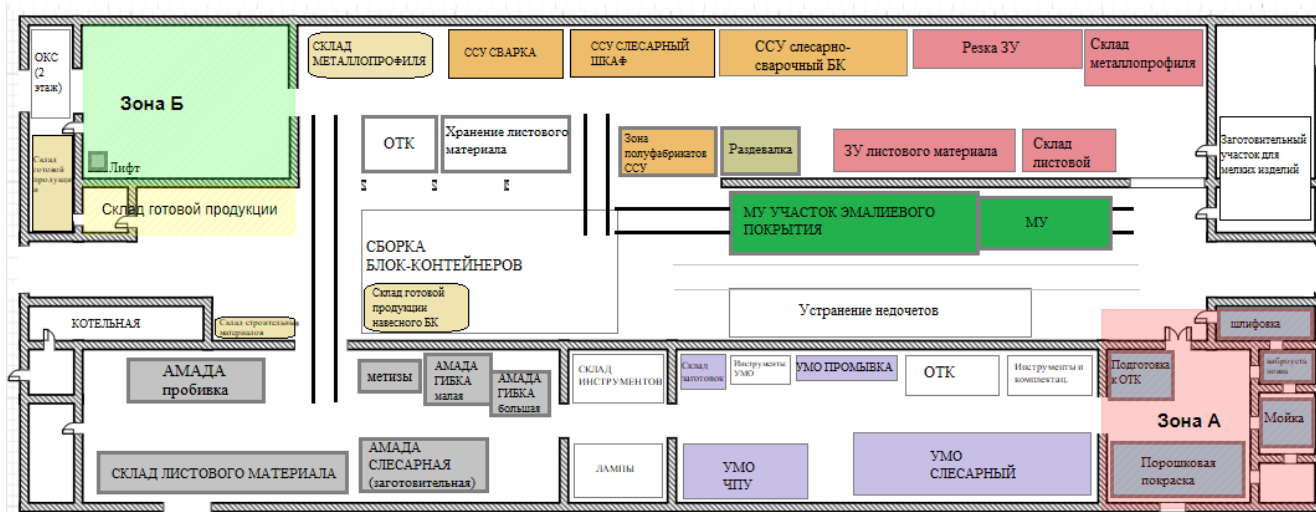 ОКС
(2
этаж)
Зона Б
СКЛАД
МЕТАЛЛОПРОФИЛЯ
ССУ СВАРКА
ССУ СЛЕСАРНЫЙ
ШКАФ
ССУ слесарно-
сварочный БК
Резка ЗУ
Склад
металлопрофиля
ОТК
Хранение листового
материала
Зона
полуфабрикатов
ССУ
Раздевалка
ЗУ листового материала
Склад
листовой
Заготовительный
участок для
мелких изделий
Склад
готовой
продукци
и
Лифт
Склад готовой продукции
МУ УЧАСТОК ЭМАЛИЕВОГО
ПОКРЫТИЯ
МУ
СБОРКА
БЛОК-КОНТЕЙНЕРОВ
Склад готовой
продукции
навесного БК
Устранение недочетов
КОТЕЛЬНАЯ
Склад строительных
материалов
шлифовка
АМАДА
пробивка
метизы
АМАДА
ГИБКА
малая
АМАДА
ГИБКА
большая
СКЛАД
ИНСТРУМЕНТОВ
Склад
заготовок
Инструменты
УМО
УМО ПРОМЫВКА
ОТК
Инструменты и
комплектац.
Подготовка
к ОТК
Зона А
Мойка
СКЛАД ЛИСТОВОГО МАТЕРИАЛА
АМАДА
СЛЕСАРНАЯ
(заготовительная)
ЛАМПЫ
УМО
ЧПУ
УМО
СЛЕСАРНЫЙ
Порошковая
покраска